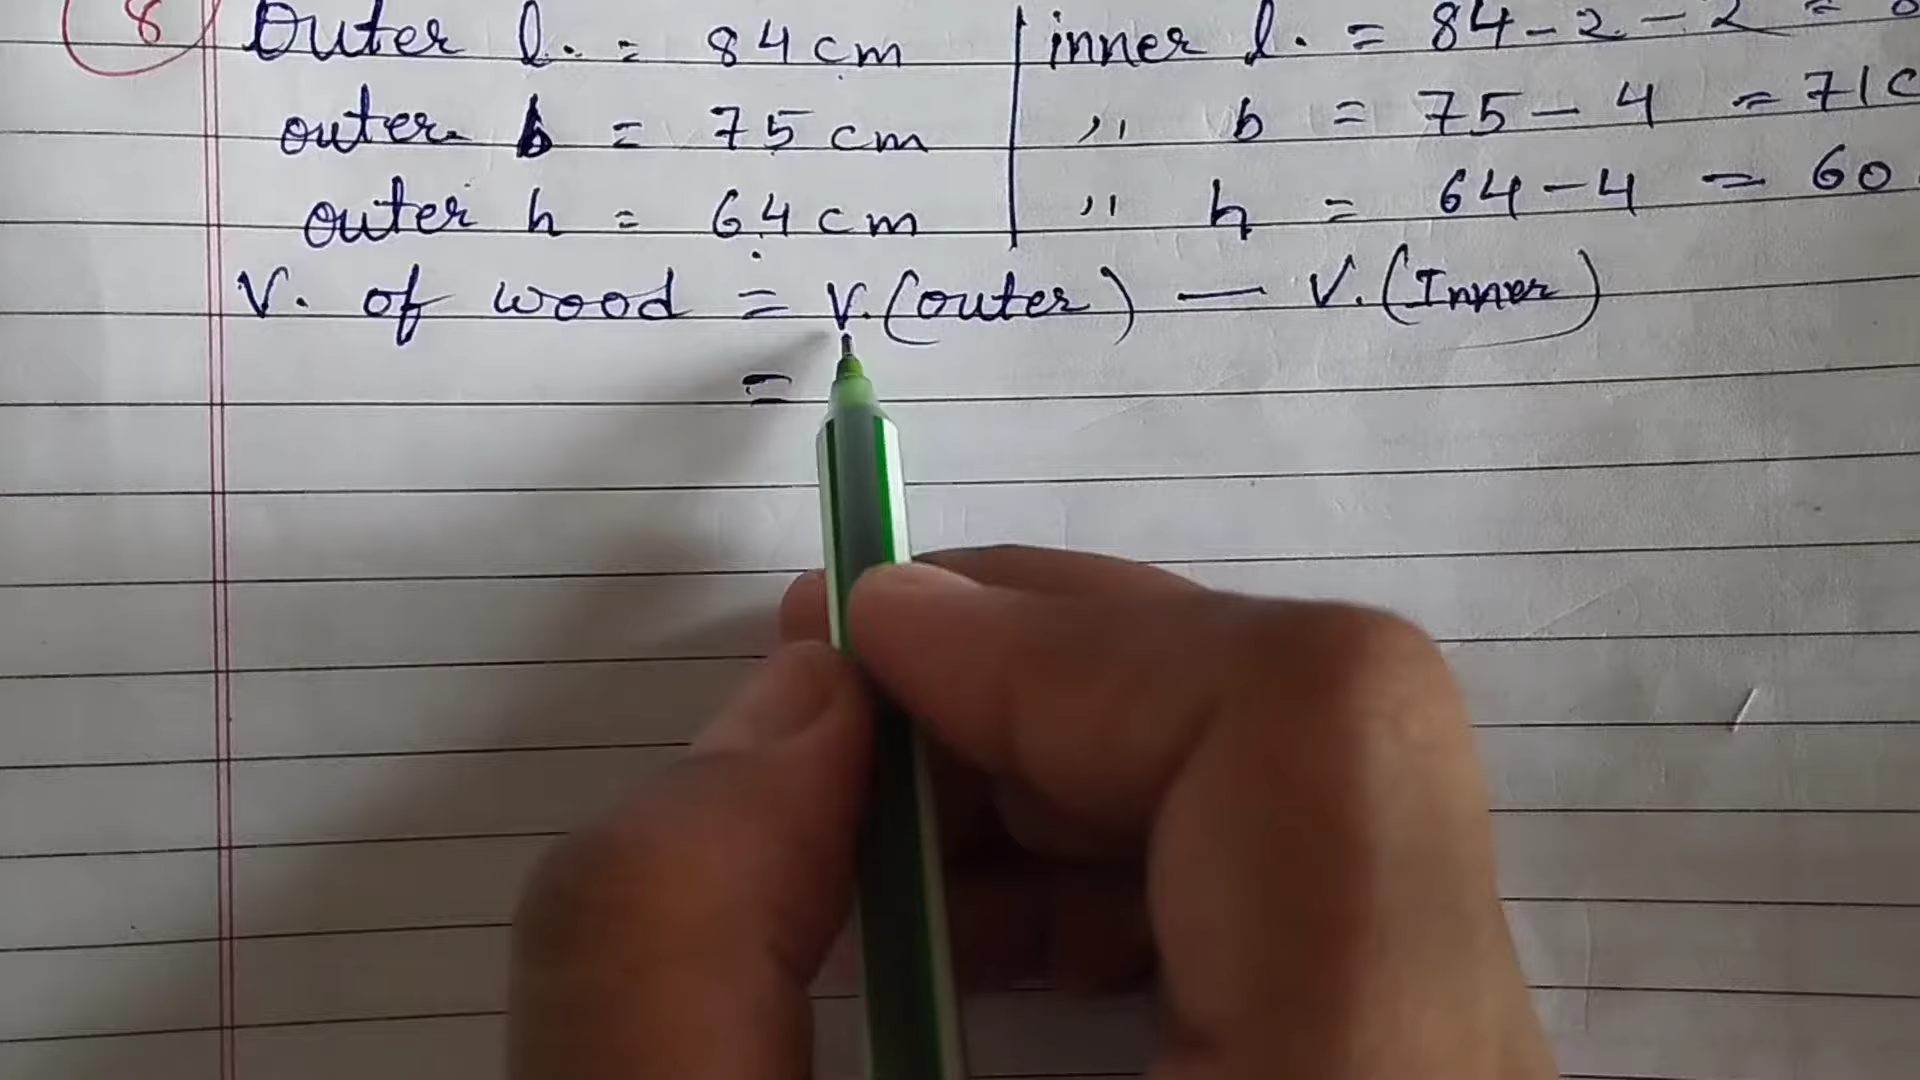 8 Outer l. = 84 cm inner l. = 84 - 2 - 2 =
outer b = 75 cm ,, b = 75 - 4 = 71 c
outer h = 64 cm ,, h = 64 - 4 = 60
V. of wood = V. (outer) - V. (Inner)
=